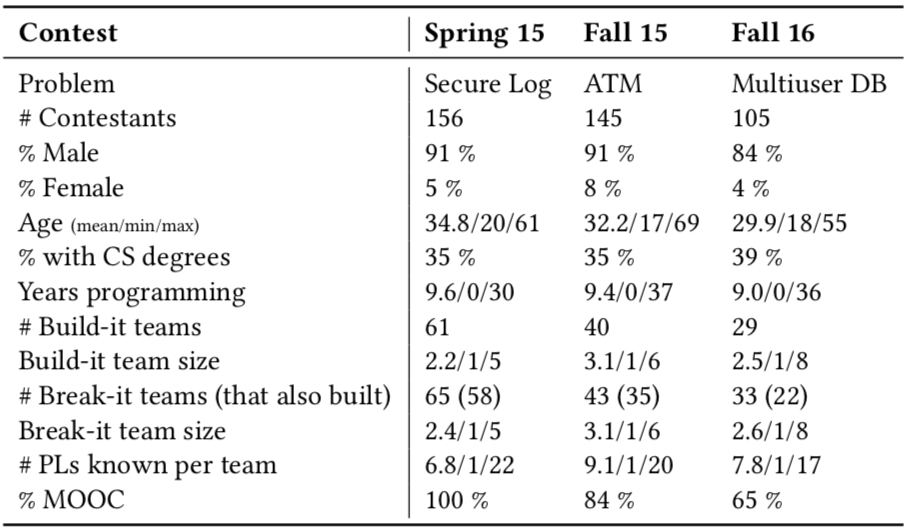 Contest Spring 15 Fall 15 Fall 16
Problem Secure Log ATM Multiuser DB
# Contestants 156 145 105
% Male 91 % 91 % 84 %
% Female 5 % 8 % 4 %
Age (mean/min/max) 34.8/20/61 32.2/17/69 29.9/18/55
% with CS degrees 35 % 35 % 39 %
Years programming 9.6/0/30 9.4/0/37 9.0/0/36
# Build-it teams 61 40 29
Build-it team size 2.2/1/5 3.1/1/6 2.5/1/8
# Break-it teams (that also built) 65 (58) 43 (35) 33 (22)
Break-it team size 2.4/1/5 3.1/1/6 2.6/1/8
# PLs known per team 6.8/1/22 9.1/1/20 7.8/1/17
% MOOC 100 % 84 % 65 %